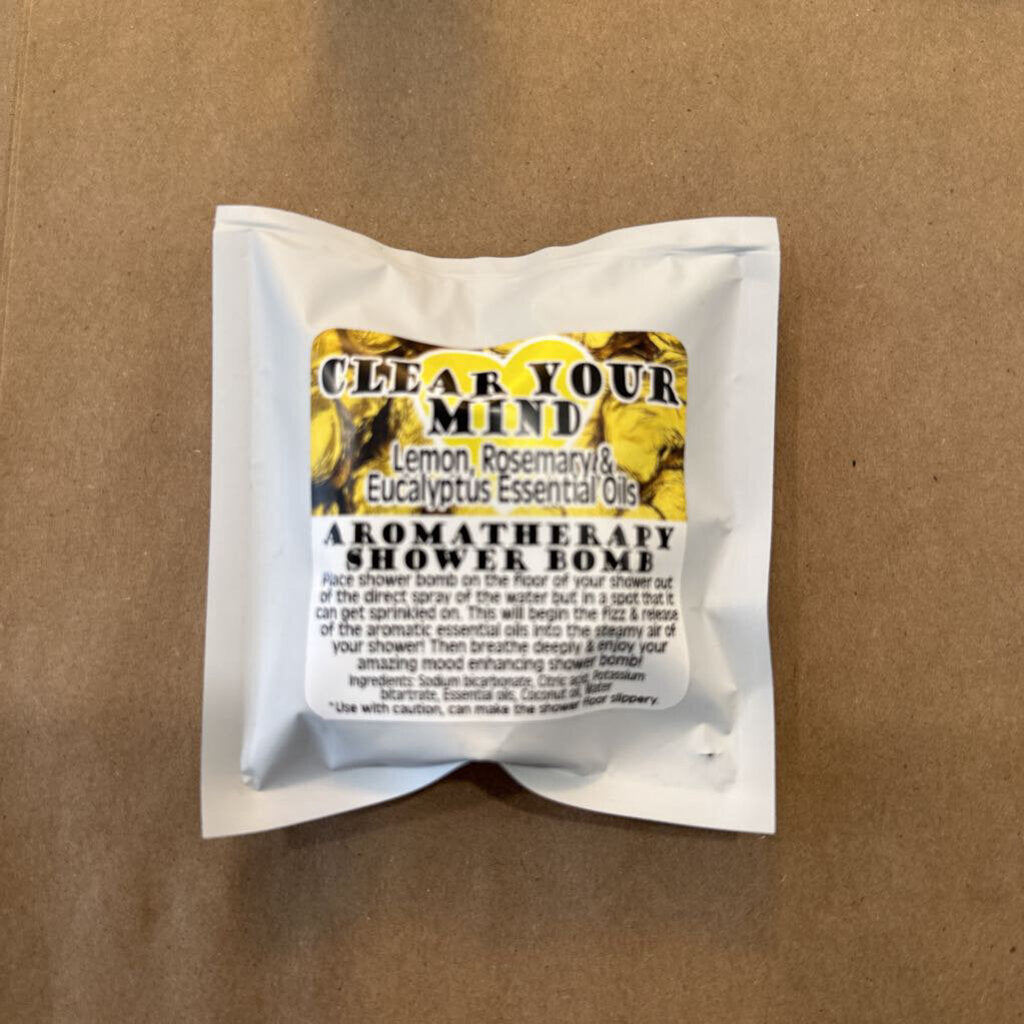 CLEAR YOUR
MIND
Lemon, Rosemary &
Eucalyptus Essential Oils
AROMATHERAPY
SHOWER BOMB
Place shower bomb on the floor of your shower out
of the direct spray of the water but in a spot that it
can get sprinkled on. This will begin the fizz & release
of the aromatic essential oils into the steamy air of
your shower! Then breathe deeply & enjoy your
amazing mood enhancing shower bomb!
Ingredients: Sodium bicarbonate, Citric acid, Potassium
bitartrate, Essential oils, Coconut oil, Water
*Use with caution, can make the shower floor slippery.